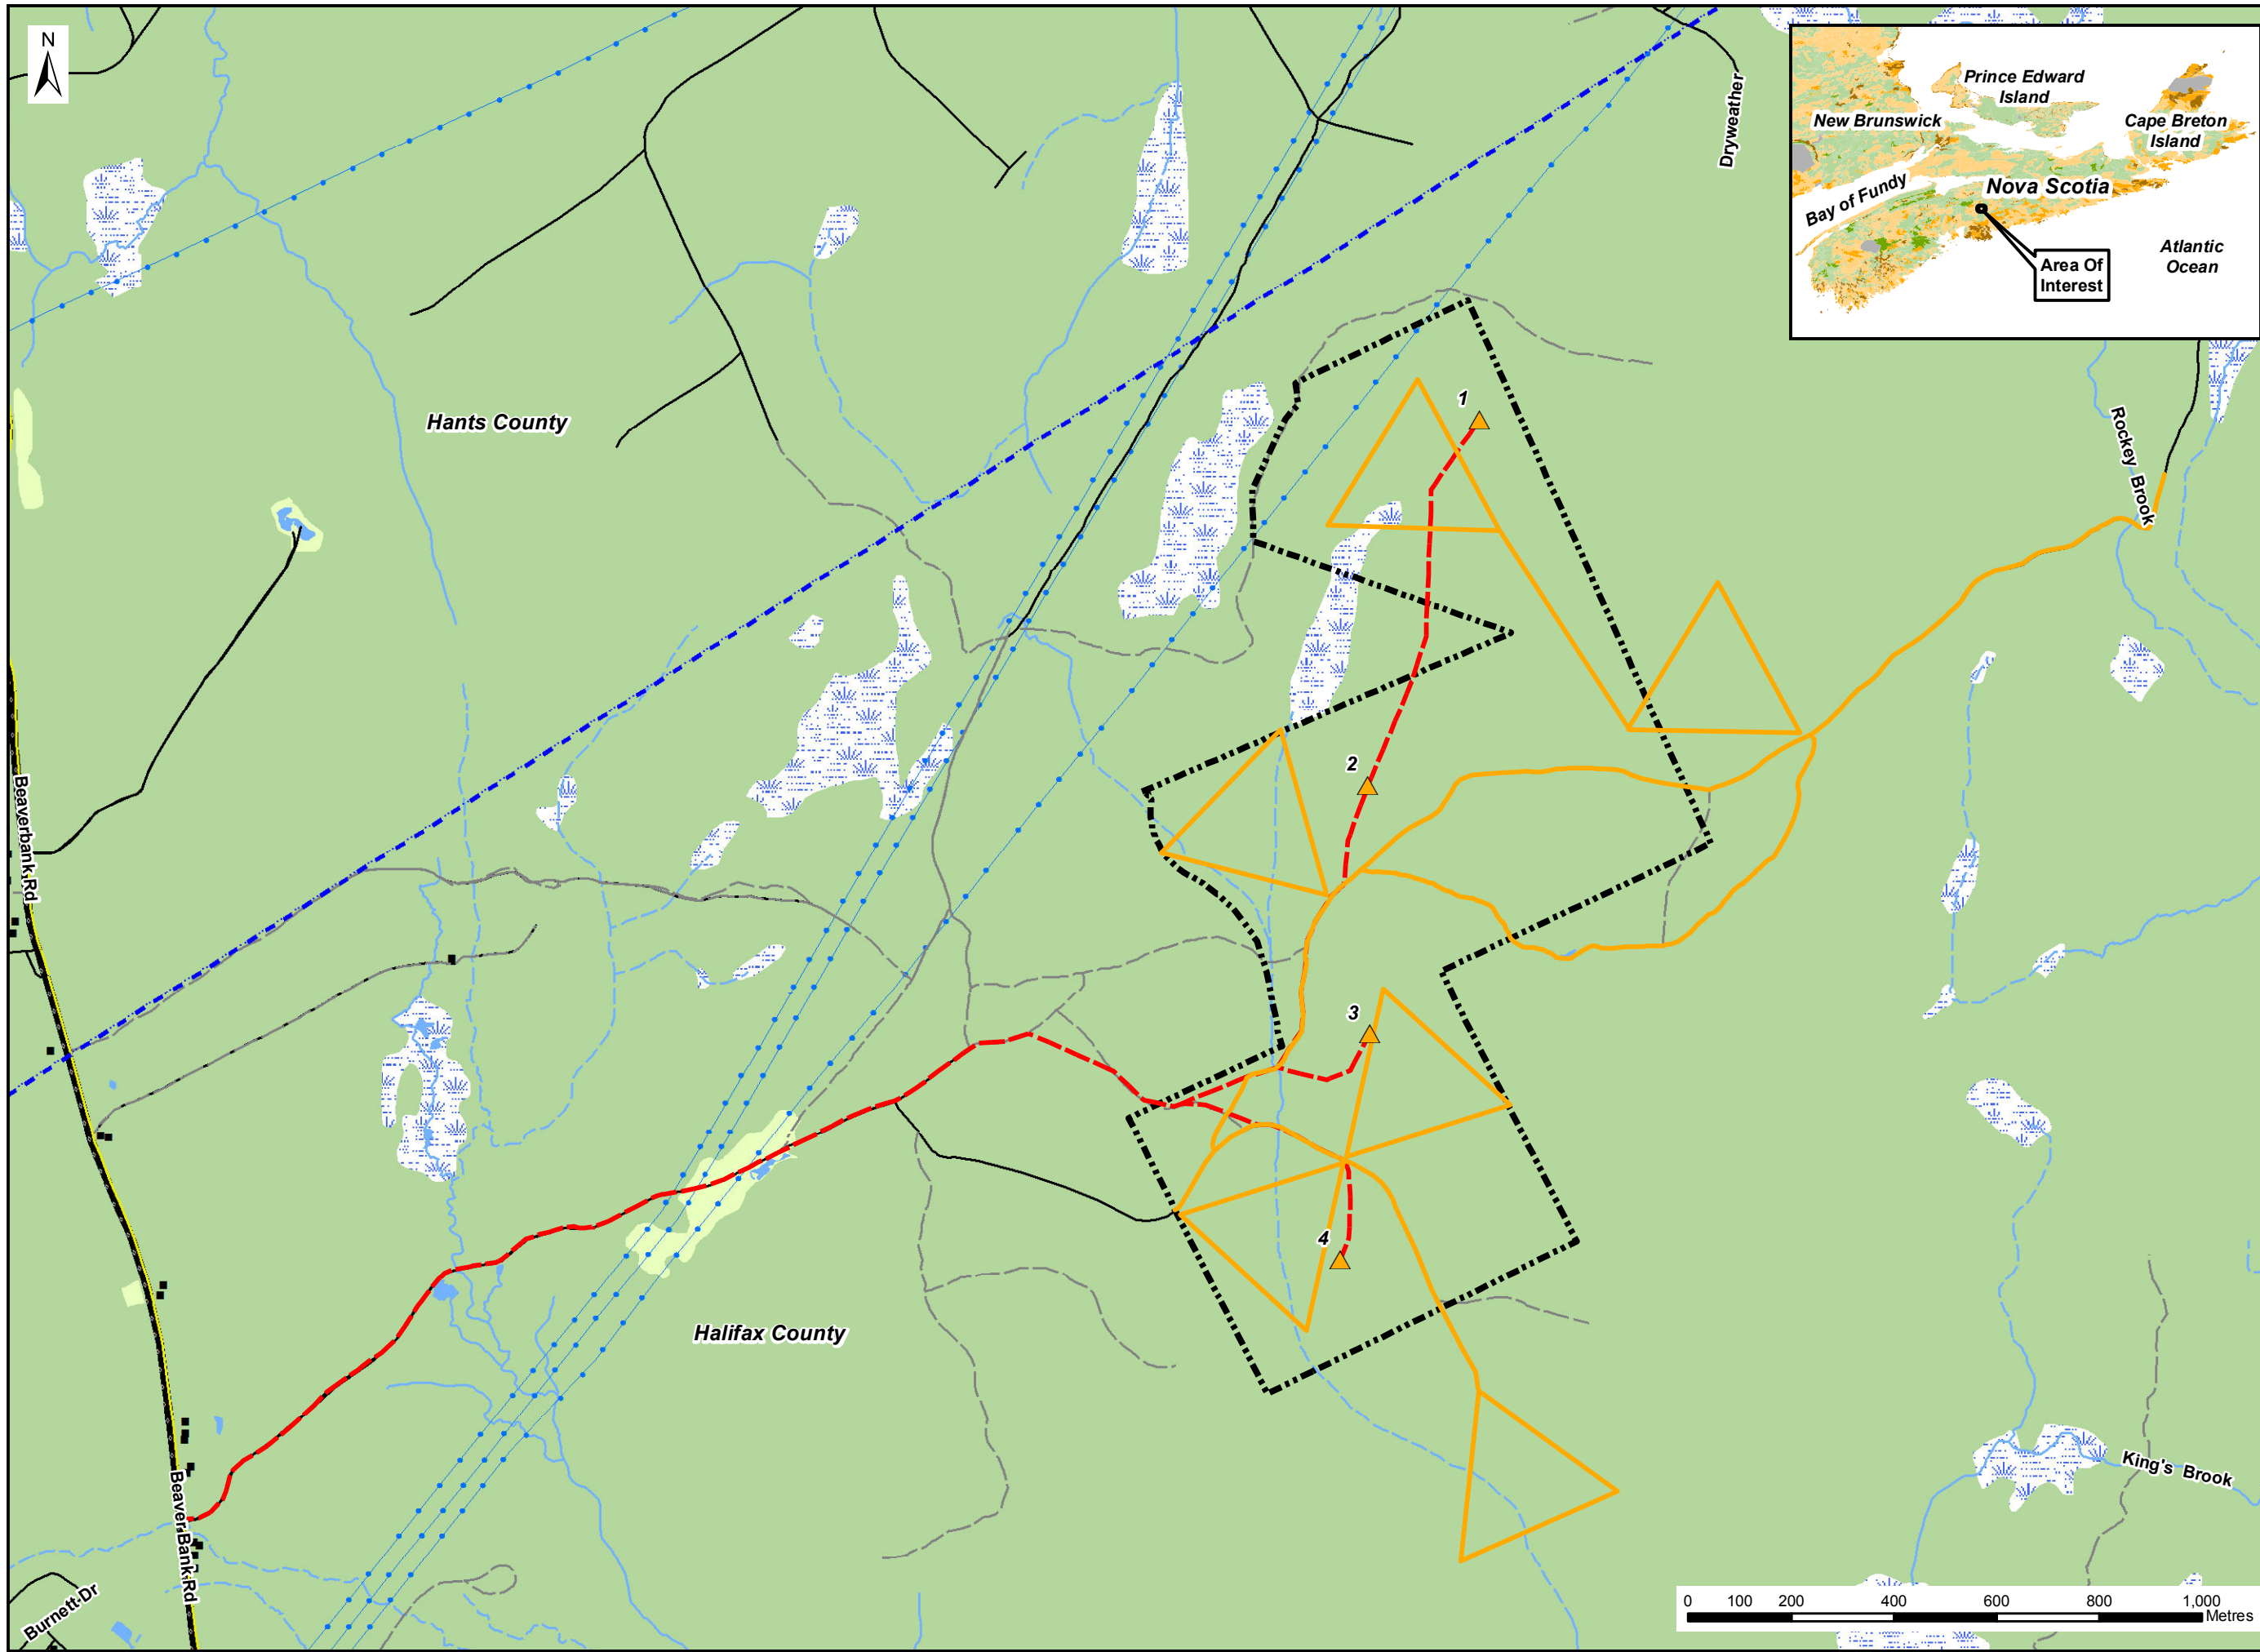 N
Dryweather
Prince Edward
Island
New Brunswick
Cape Breton
Island
Bay of Fundy
Nova Scotia
Atlantic
Ocean
Area Of
Interest
1
Hants County
Rockey Brook
2
Beaverbank Rd
3
4
Halifax County
King's Brook
Beaver Bank Rd
Burnett Dr
0 100 200 400 600 800 1,000
Metres